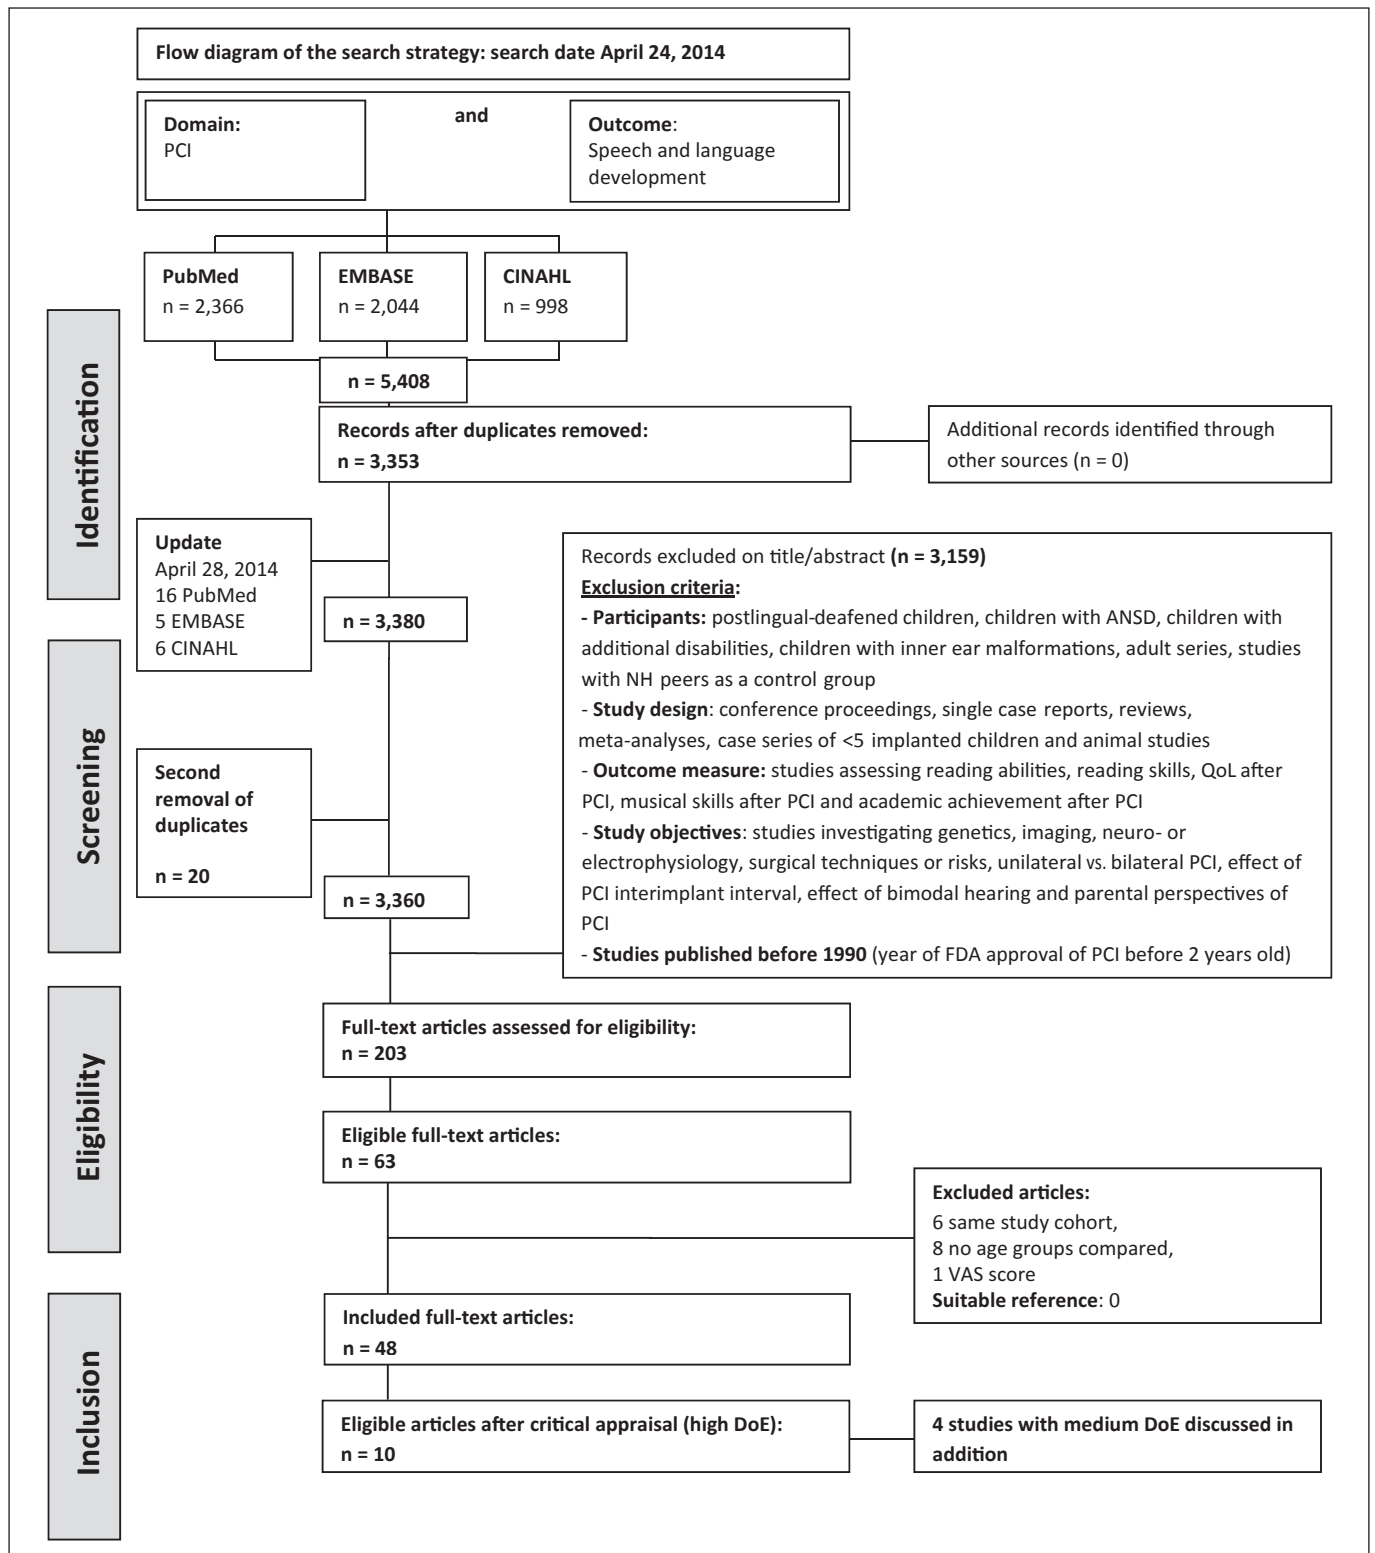 Flow diagram of the search strategy: search date April 24, 2014
Domain:
PCI
and
Outcome:
Speech and language
development
PubMed
n = 2,366
EMBASE
n = 2,044
CINAHL
n = 998
n = 5,408
Identification
Records after duplicates removed:
n = 3,353
Additional records identified through
other sources (n = 0)
Update
April 28, 2014
16 PubMed
5 EMBASE
6 CINAHL
n = 3,380
Records excluded on title/abstract (n = 3,159)
Exclusion criteria:
- Participants: postlingual-deafened children, children with ANSD, children with
additional disabilities, children with inner ear malformations, adult series, studies
with NH peers as a control group
- Study design: conference proceedings, single case reports, reviews,
meta-analyses, case series of <5 implanted children and animal studies
- Outcome measure: studies assessing reading abilities, reading skills, QoL after
PCI, musical skills after PCI and academic achievement after PCI
- Study objectives: studies investigating genetics, imaging, neuro- or
electrophysiology, surgical techniques or risks, unilateral vs. bilateral PCI, effect of
PCI interimplant interval, effect of bimodal hearing and parental perspectives of
PCI
- Studies published before 1990 (year of FDA approval of PCI before 2 years old)
Screening
Second
removal of
duplicates
n = 20
n = 3,360
Eligibility
Full-text articles assessed for eligibility:
n = 203
Eligible full-text articles:
n = 63
Excluded articles:
6 same study cohort,
8 no age groups compared,
1 VAS score
Suitable reference: 0
Inclusion
Included full-text articles:
n = 48
Eligible articles after critical appraisal (high DoE):
n = 10
4 studies with medium DoE discussed in
addition